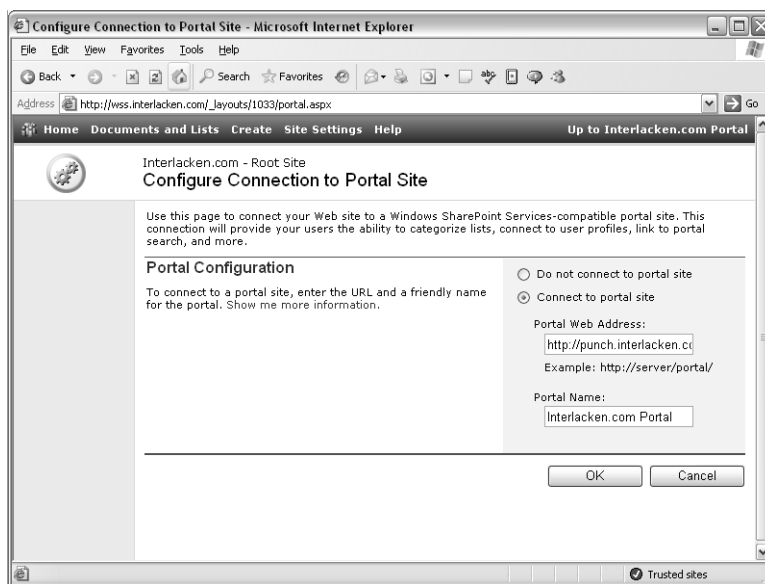 Configure Connection to Portal Site - Microsoft Internet Explorer
File Edit View Favorites Tools Help
Back Search Favorites
Address http://wss.interlacken.com/_layouts/1033/portal.aspx Go
Home Documents and Lists Create Site Settings Help Up to Interlacken.com Portal
Interlacken.com - Root Site
Configure Connection to Portal Site
Use this page to connect your Web site to a Windows SharePoint Services-compatible portal site. This
connection will provide your users the ability to categorize lists, connect to user profiles, link to portal
search, and more.
Portal Configuration
To connect to a portal site, enter the URL and a friendly name
for the portal. Show me more information.
Do not connect to portal site
Connect to portal site
Portal Web Address:
http://punch.interlacken.cc
Example: http://server/portal/
Portal Name:
Interlacken.com Portal
OK Cancel
Trusted sites